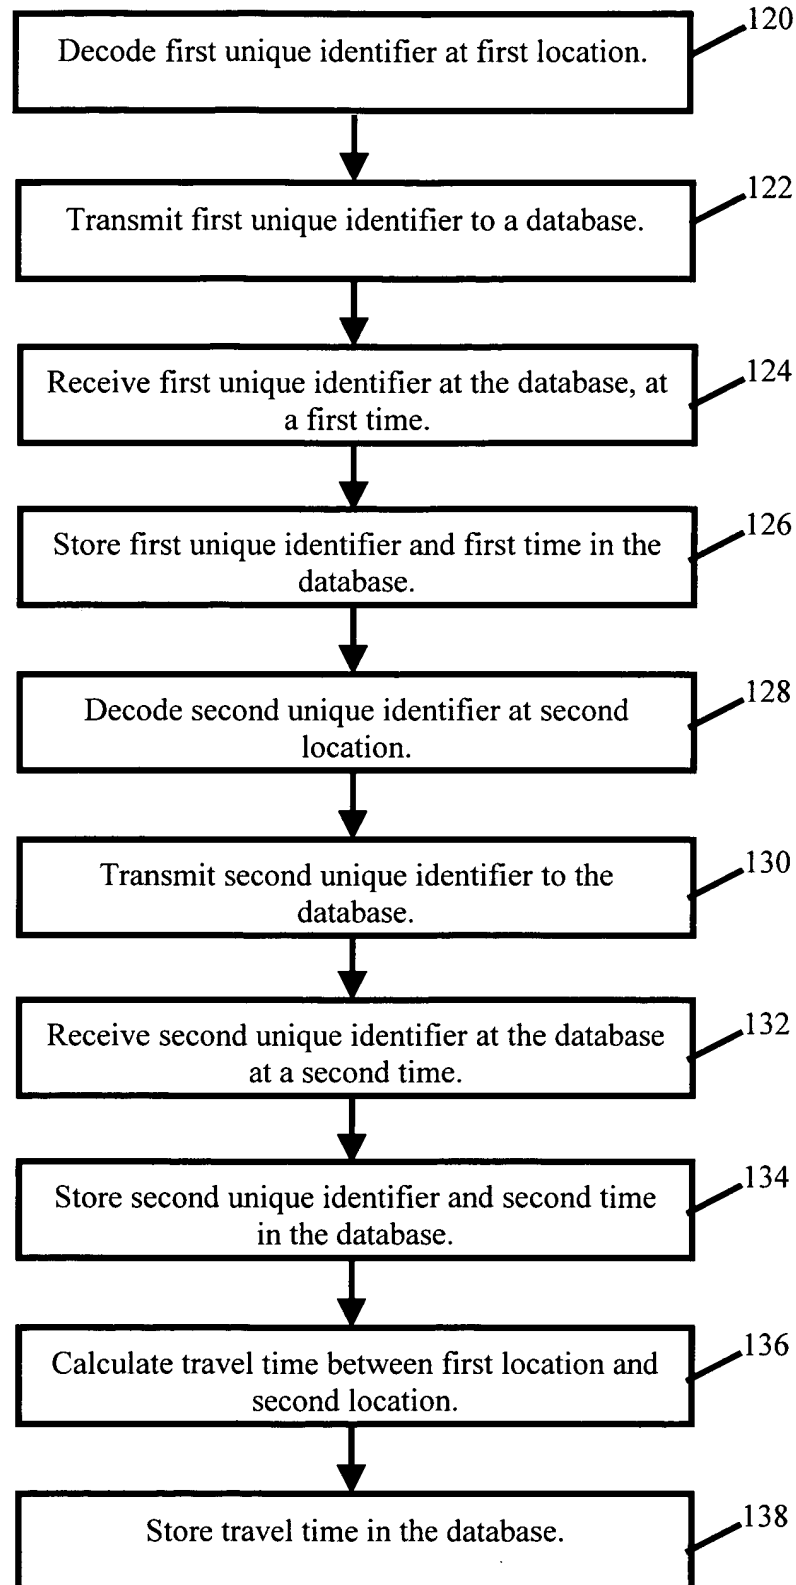 120
Decode first unique identifier at first location.
122
Transmit first unique identifier to a database.
124
Receive first unique identifier at the database, at
a first time.
126
Store first unique identifier and first time in the
database.
128
Decode second unique identifier at second
location.
130
Transmit second unique identifier to the
database.
132
Receive second unique identifier at the database
at a second time.
134
Store second unique identifier and second time
in the database.
136
Calculate travel time between first location and
second location.
138
Store travel time in the database.